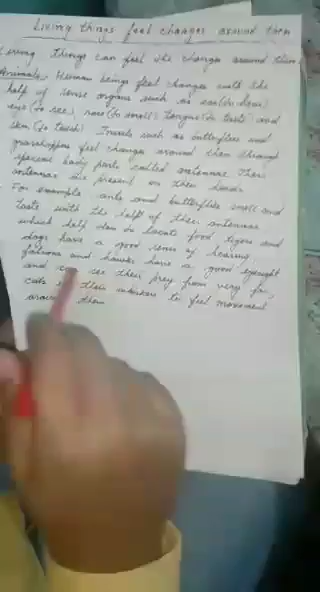 Living things feel changes around them
Living things can feel the changes around them
Animals Human beings feel changes with the
help of sense organs such as ear (to hear)
eye (to see), nose (to smell) tongue (to taste) and
skin (to touch) Insects such as butterflies and
grasshoppers feel changes around them through
special body parts called antennae These
antennae are present on their heads
For example ants and butterflies smell and
taste with the help of their antennae
which help them to locate food, tigers and
dogs have a good sense of hearing
falcons and hawks have a good eyesight
and can see their prey from very far,
cats their whiskers to feel movement
around them